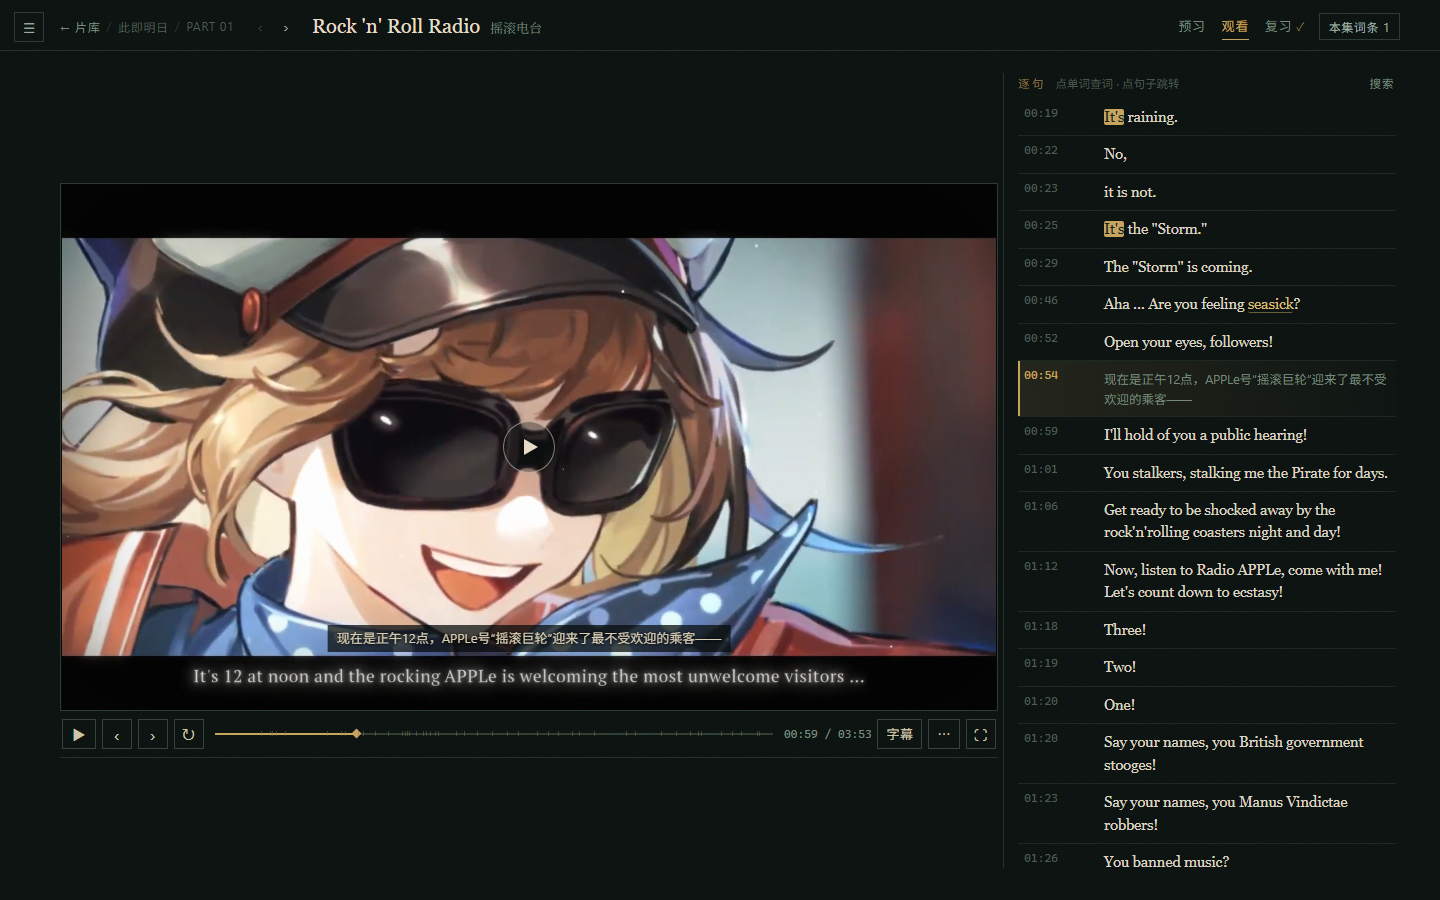 ☰ ← 片库 / 此即明日 / PART 01 ‹ › Rock 'n' Roll Radio 摇滚电台 预习 观看 复习 ✓ 本集词条 1
逐句 点单词查词 · 点句子跳转 搜索
00:19 It's raining.
00:22 No,
00:23 it is not.
00:25 It's the "Storm."
00:29 The "Storm" is coming.
00:46 Aha ... Are you feeling seasick?
00:52 Open your eyes, followers!
00:54 现在是正午12点，APPLe号“摇滚巨轮”迎来了最不受
欢迎的乘客——
00:59 I'll hold of you a public hearing!
01:01 You stalkers, stalking me the Pirate for days.
01:06 Get ready to be shocked away by the
rock'n'rolling coasters night and day!
01:12 Now, listen to Radio APPLe, come with me!
Let's count down to ecstasy!
01:18 Three!
01:19 Two!
01:20 One!
01:20 Say your names, you British government
stooges!
01:23 Say your names, you Manus Vindictae
robbers!
01:26 You banned music?
现在是正午12点，APPLe号“摇滚巨轮”迎来了最不受欢迎的乘客——
It's 12 at noon and the rocking APPLe is welcoming the most unwelcome visitors ...
00:59 / 03:53 字幕 ···